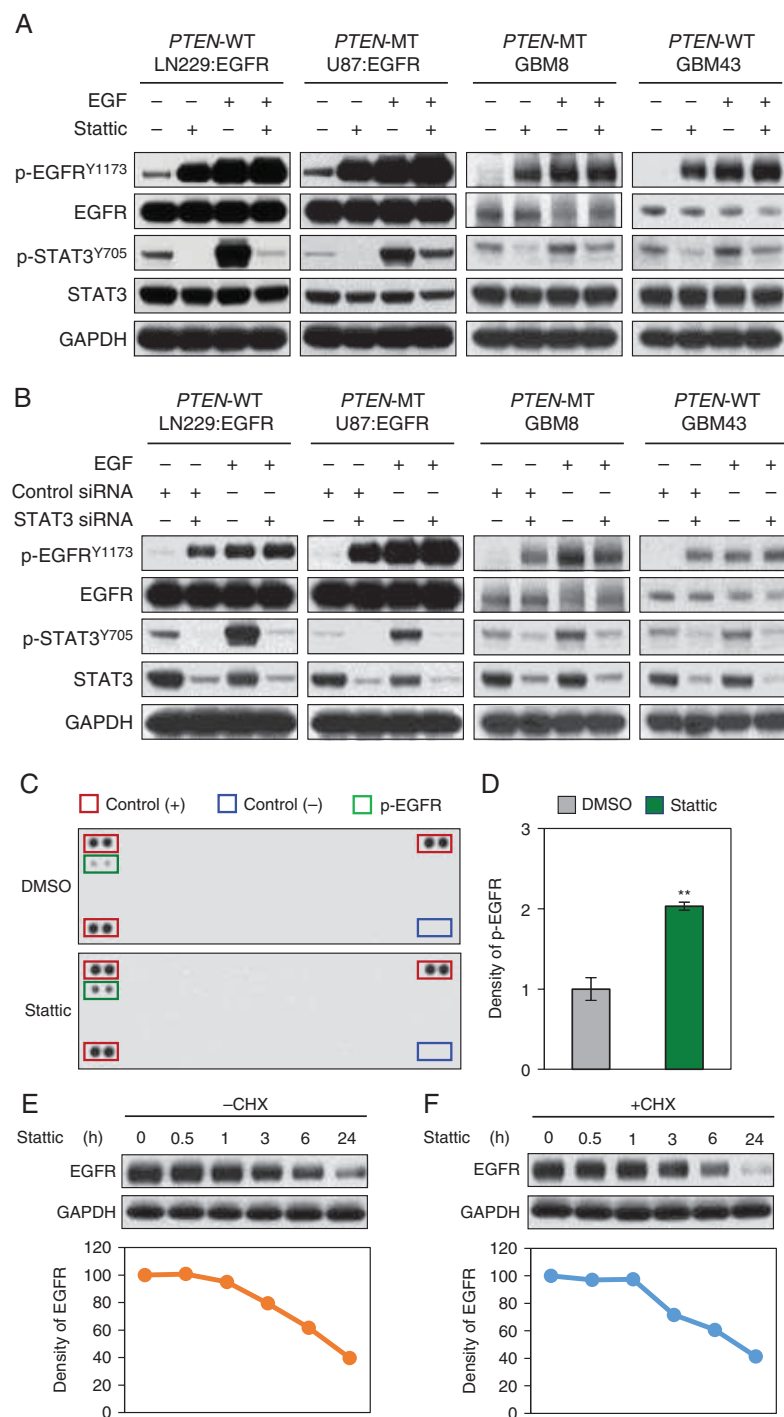 A
PTEN-WT PTEN-MT PTEN-MT PTEN-WT
LN229:EGFR U87:EGFR GBM8 GBM43
EGF – – + + – – + + – – + + – – + +
Stattic – + – + – + – + – + – + – + – +
p-EGFRY1173
EGFR
p-STAT3Y705
STAT3
GAPDH
B
PTEN-WT PTEN-MT PTEN-MT PTEN-WT
LN229:EGFR U87:EGFR GBM8 GBM43
EGF – – + + – – + + – – + + – – + +
Control siRNA + + – – + + – – + + – – + + – –
STAT3 siRNA – + – + – + – + – + – + – + – +
p-EGFRY1173
EGFR
p-STAT3Y705
STAT3
GAPDH
C
Control (+) Control (–) p-EGFR
DMSO
Stattic
D
DMSO Stattic
3
2
1
0
Density of p-EGFR
**
E
–CHX
Stattic (h) 0 0.5 1 3 6 24
EGFR
GAPDH
120
100
80
60
40
20
0
Density of EGFR
F
+CHX
Stattic (h) 0 0.5 1 3 6 24
EGFR
GAPDH
120
100
80
60
40
20
0
Density of EGFR